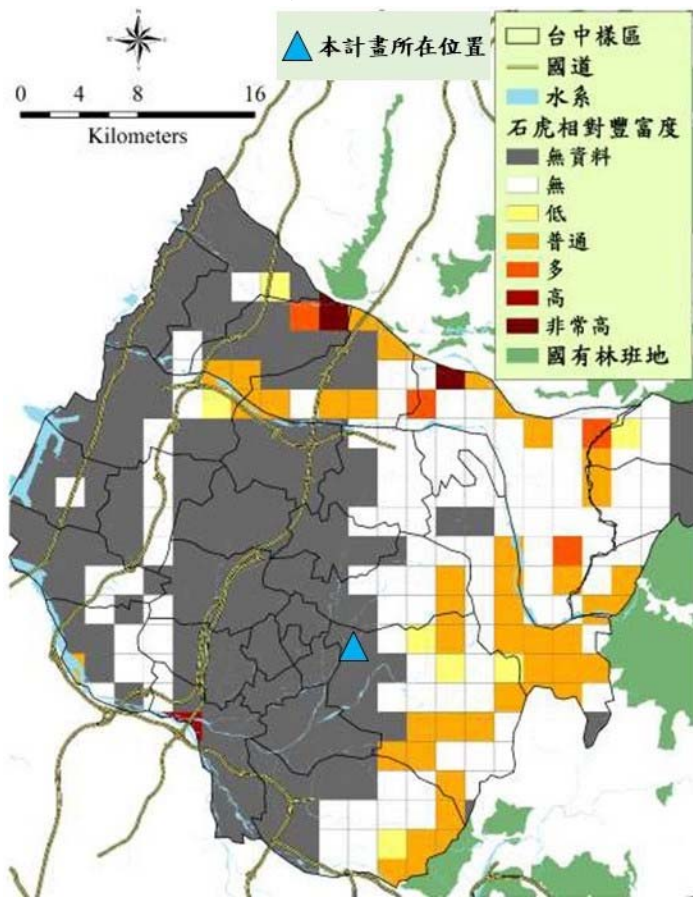 本計畫所在位置
0 4 8 16
Kilometers
台中樣區
國道
水系
石虎相對豐富度
無資料
無
低
普通
多
高
非常高
國有林班地